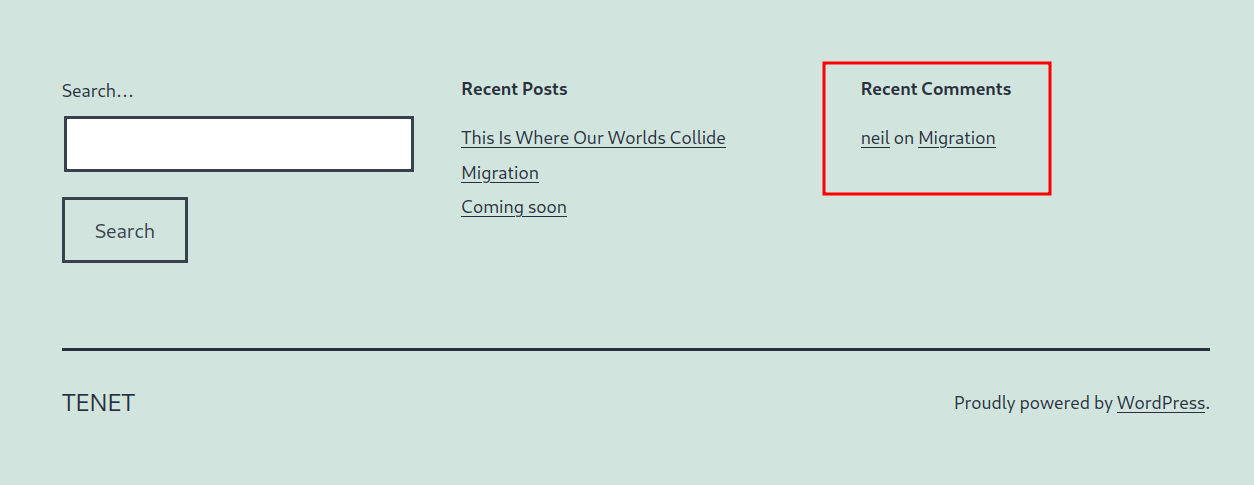 Search…
Search
Recent Posts
This Is Where Our Worlds Collide
Migration
Coming soon
Recent Comments
neil on Migration
TENET
Proudly powered by WordPress.